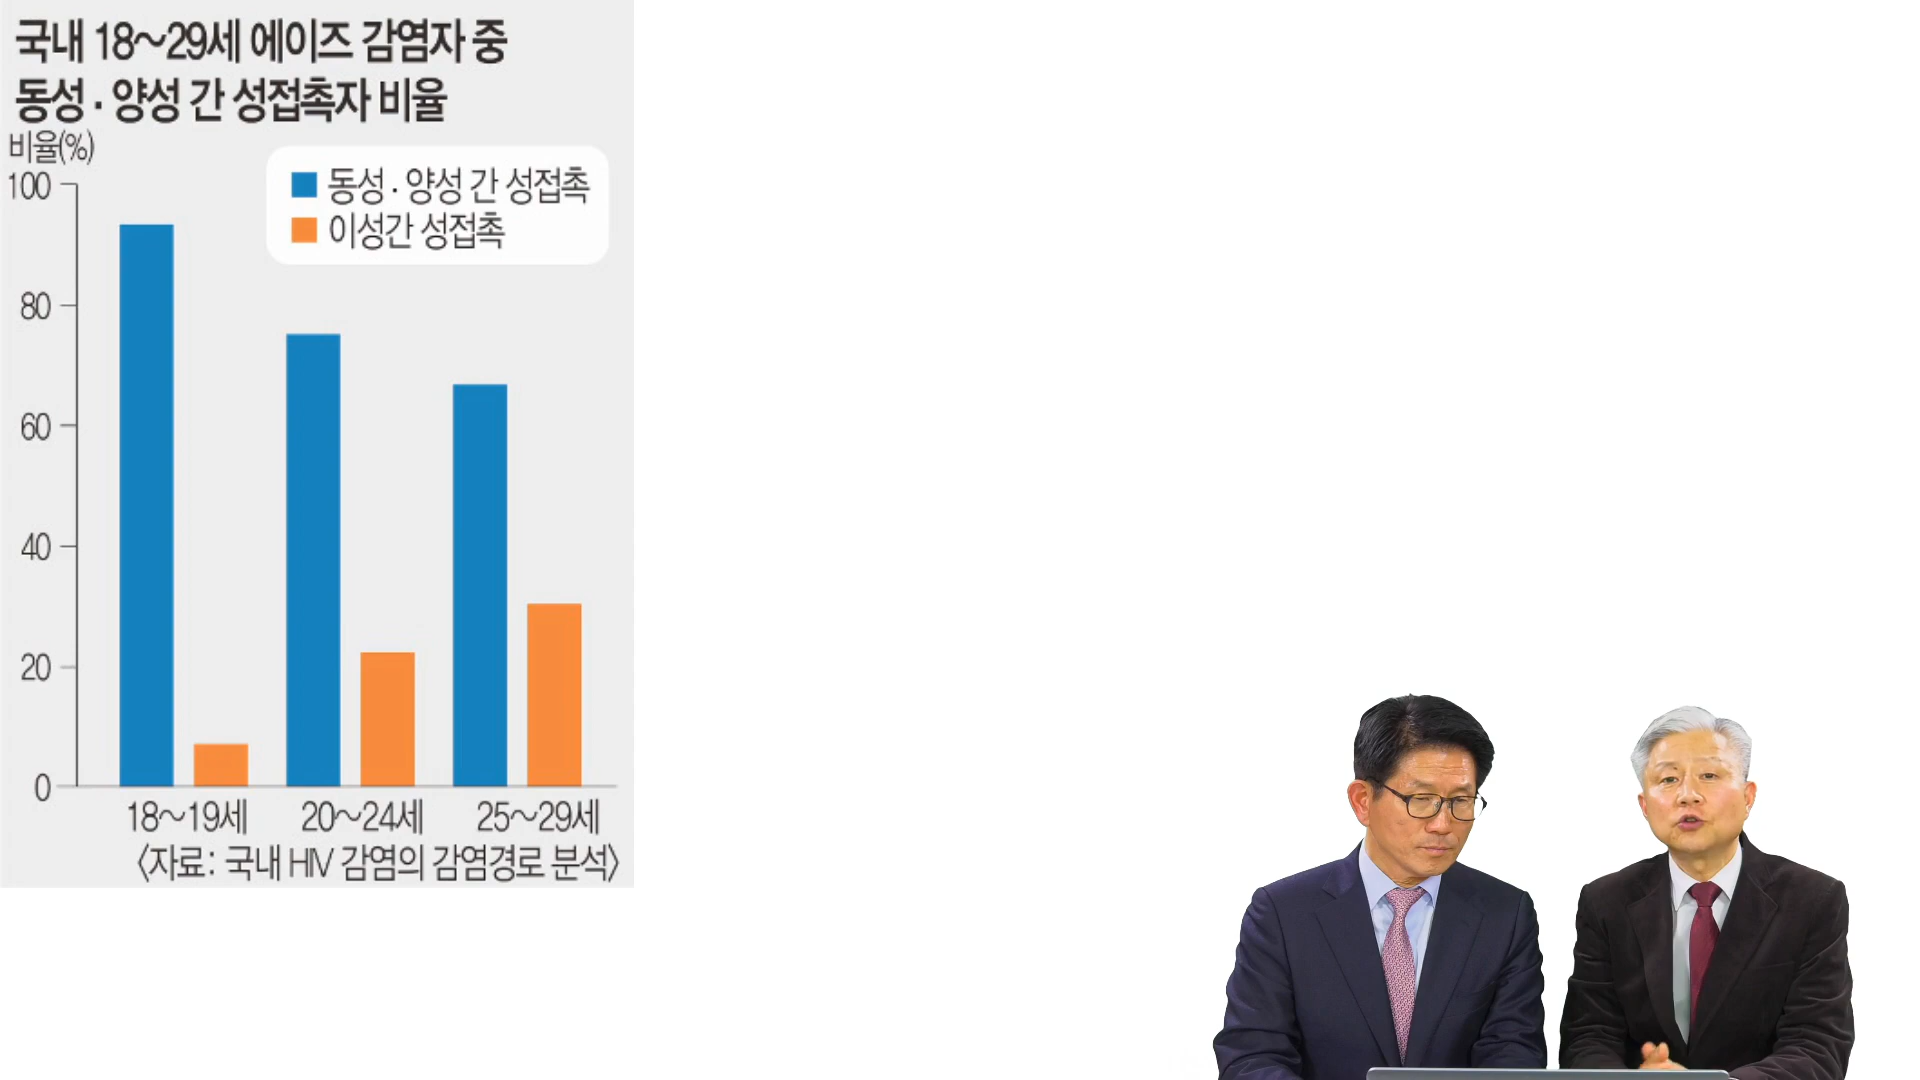 국내 18~29세 에이즈 감염자 중
동성·양성 간 성접촉자 비율
비율(%)
동성·양성 간 성접촉
이성간 성접촉
100
80
60
40
20
0
18~19세 20~24세 25~29세
〈자료: 국내 HIV 감염의 감염경로 분석〉